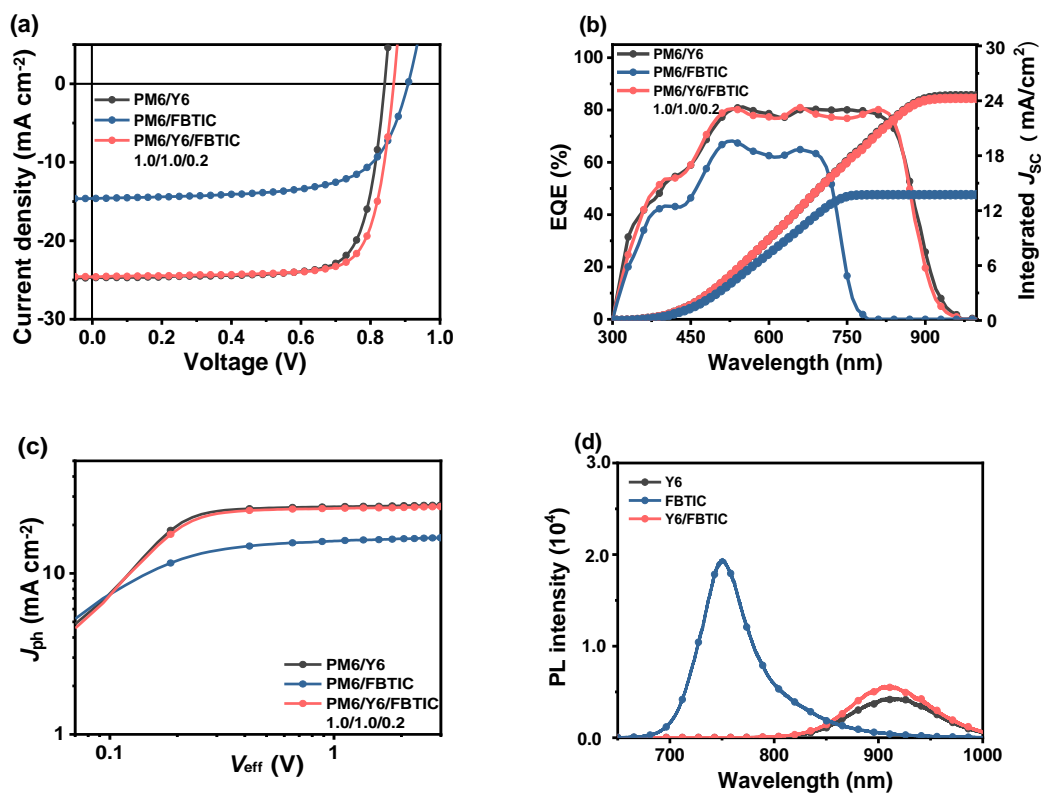 (a)
5
0
-10
-20
-30
0.0
0.2
0.4
0.6
0.8
1.0
Current density (mA cm-2)
Voltage (V)
PM6/Y6
PM6/FBTIC
PM6/Y6/FBTIC
1.0/1.0/0.2
(b)
100
80
60
40
20
0
300
450
600
750
900
30
24
18
12
6
0
EQE (%)
Wavelength (nm)
Integrated JSC ( mA/cm2)
PM6/Y6
PM6/FBTIC
PM6/Y6/FBTIC
1.0/1.0/0.2
(c)
10
1
0.1
1
Jph (mA cm-2)
Veff (V)
PM6/Y6
PM6/FBTIC
PM6/Y6/FBTIC
1.0/1.0/0.2
(d)
3.0
2.0
1.0
0.0
700
800
900
1000
PL intensity (104)
Wavelength (nm)
Y6
FBTIC
Y6/FBTIC